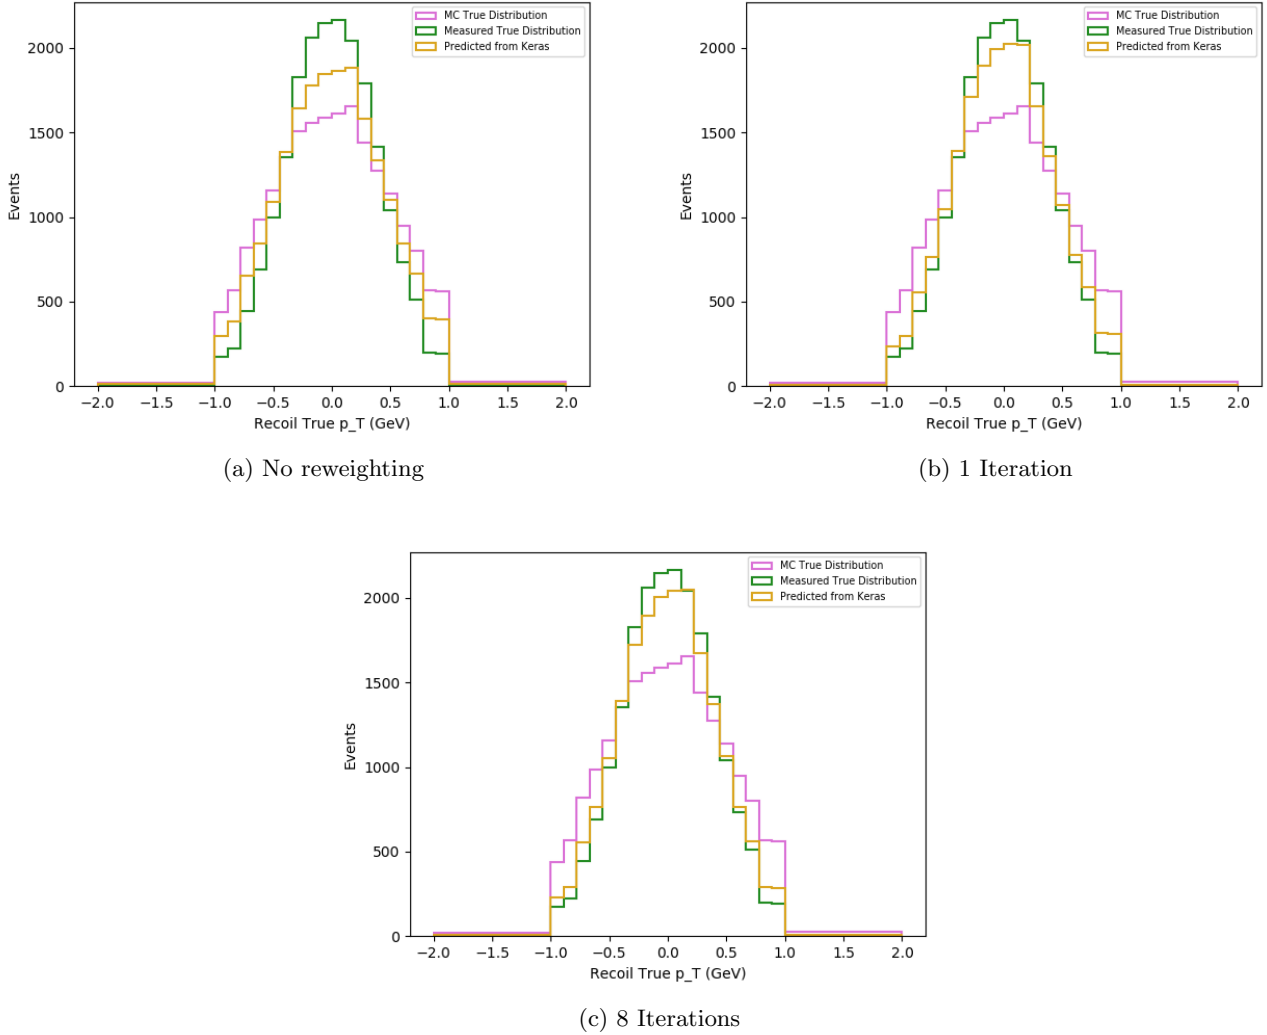 MC True Distribution
Measured True Distribution
Predicted from Keras
2000
1500
1000
500
0
Events
−2.0 −1.5 −1.0 −0.5 0.0 0.5 1.0 1.5 2.0
Recoil True p_T (GeV)
(a) No reweighting
MC True Distribution
Measured True Distribution
Predicted from Keras
2000
1500
1000
500
0
Events
−2.0 −1.5 −1.0 −0.5 0.0 0.5 1.0 1.5 2.0
Recoil True p_T (GeV)
(b) 1 Iteration
MC True Distribution
Measured True Distribution
Predicted from Keras
2000
1500
1000
500
0
Events
−2.0 −1.5 −1.0 −0.5 0.0 0.5 1.0 1.5 2.0
Recoil True p_T (GeV)
(c) 8 Iterations